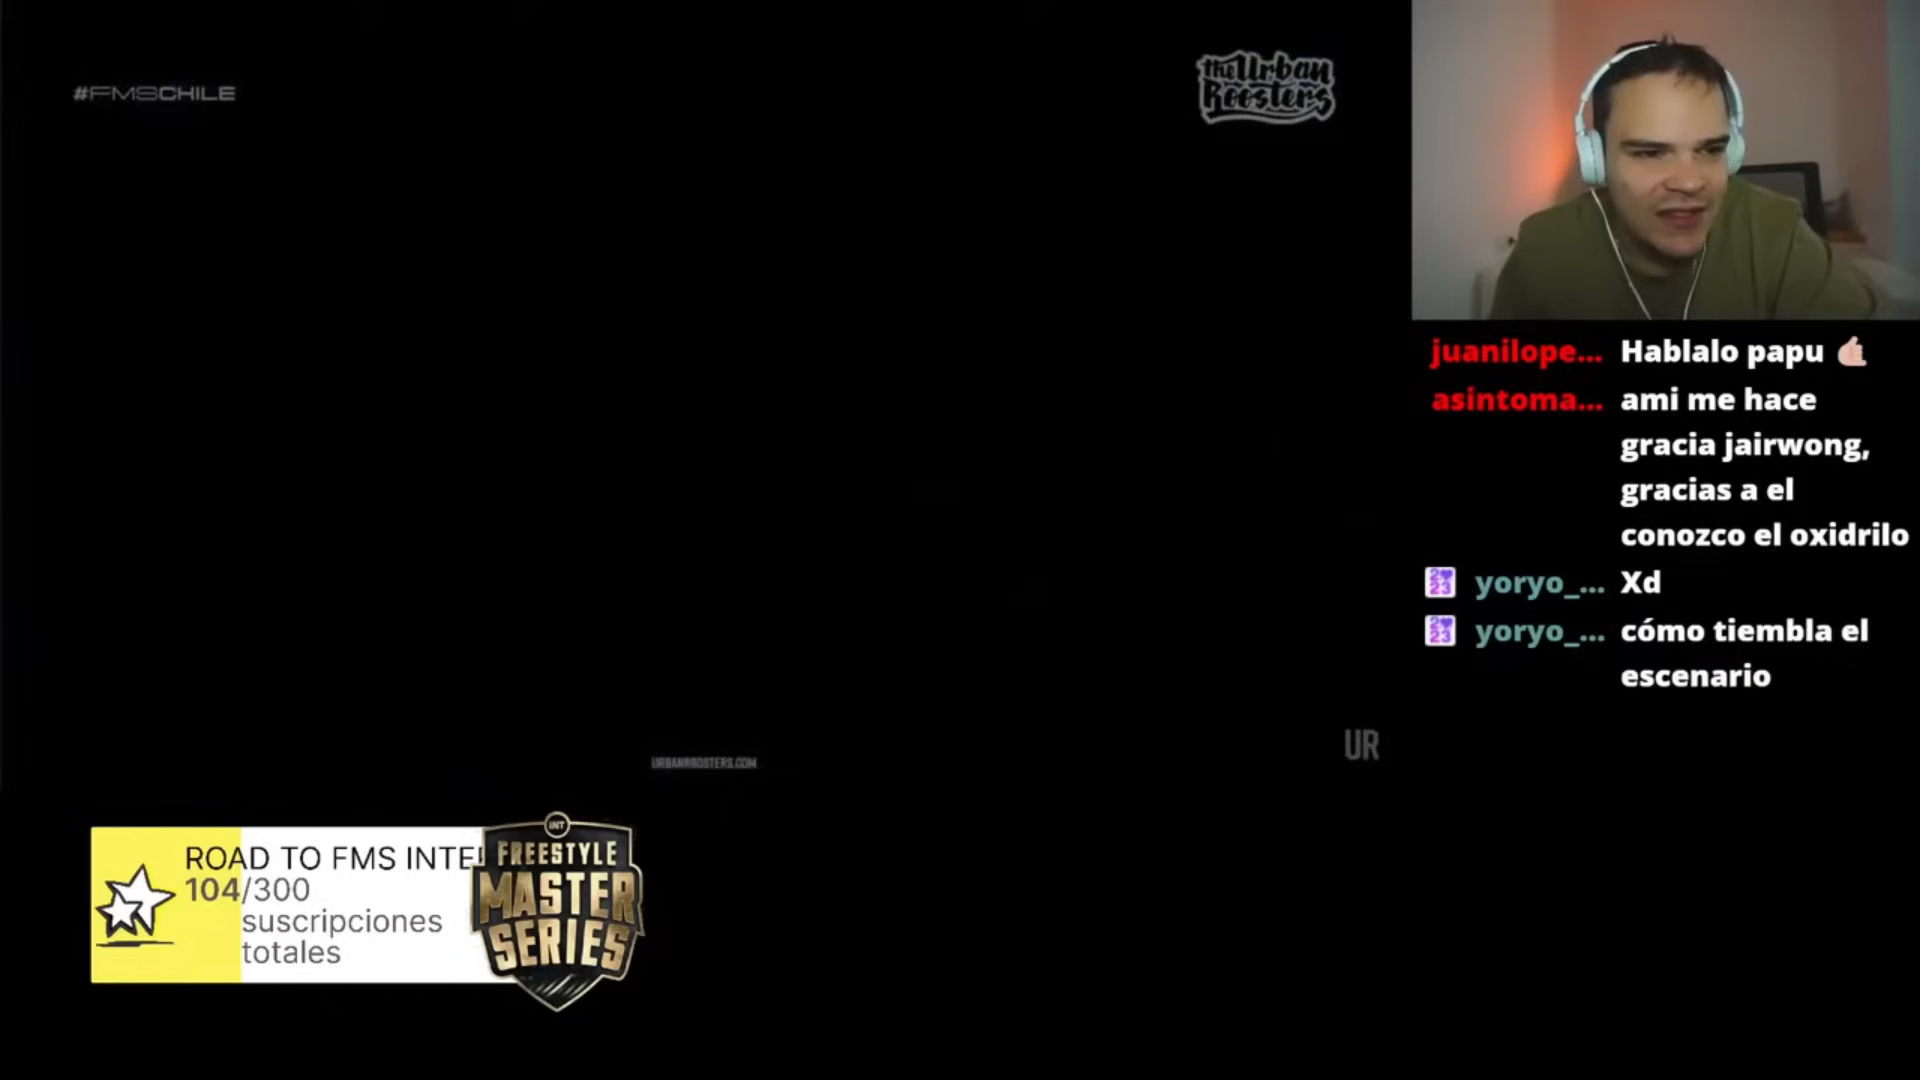 #FMSCHILE
the Urban
Roosters
juanilope... Hablalo papu
asintoma... ami me hace
gracia jairwong,
gracias a el
conozco el oxidrilo
yoryo_... Xd
yoryo_... cómo tiembla el
escenario
UR
URBANROOSTERS.COM
ROAD TO FMS INTE
104/300
suscripciones
totales
INT
FREESTYLE
MASTER
SERIES